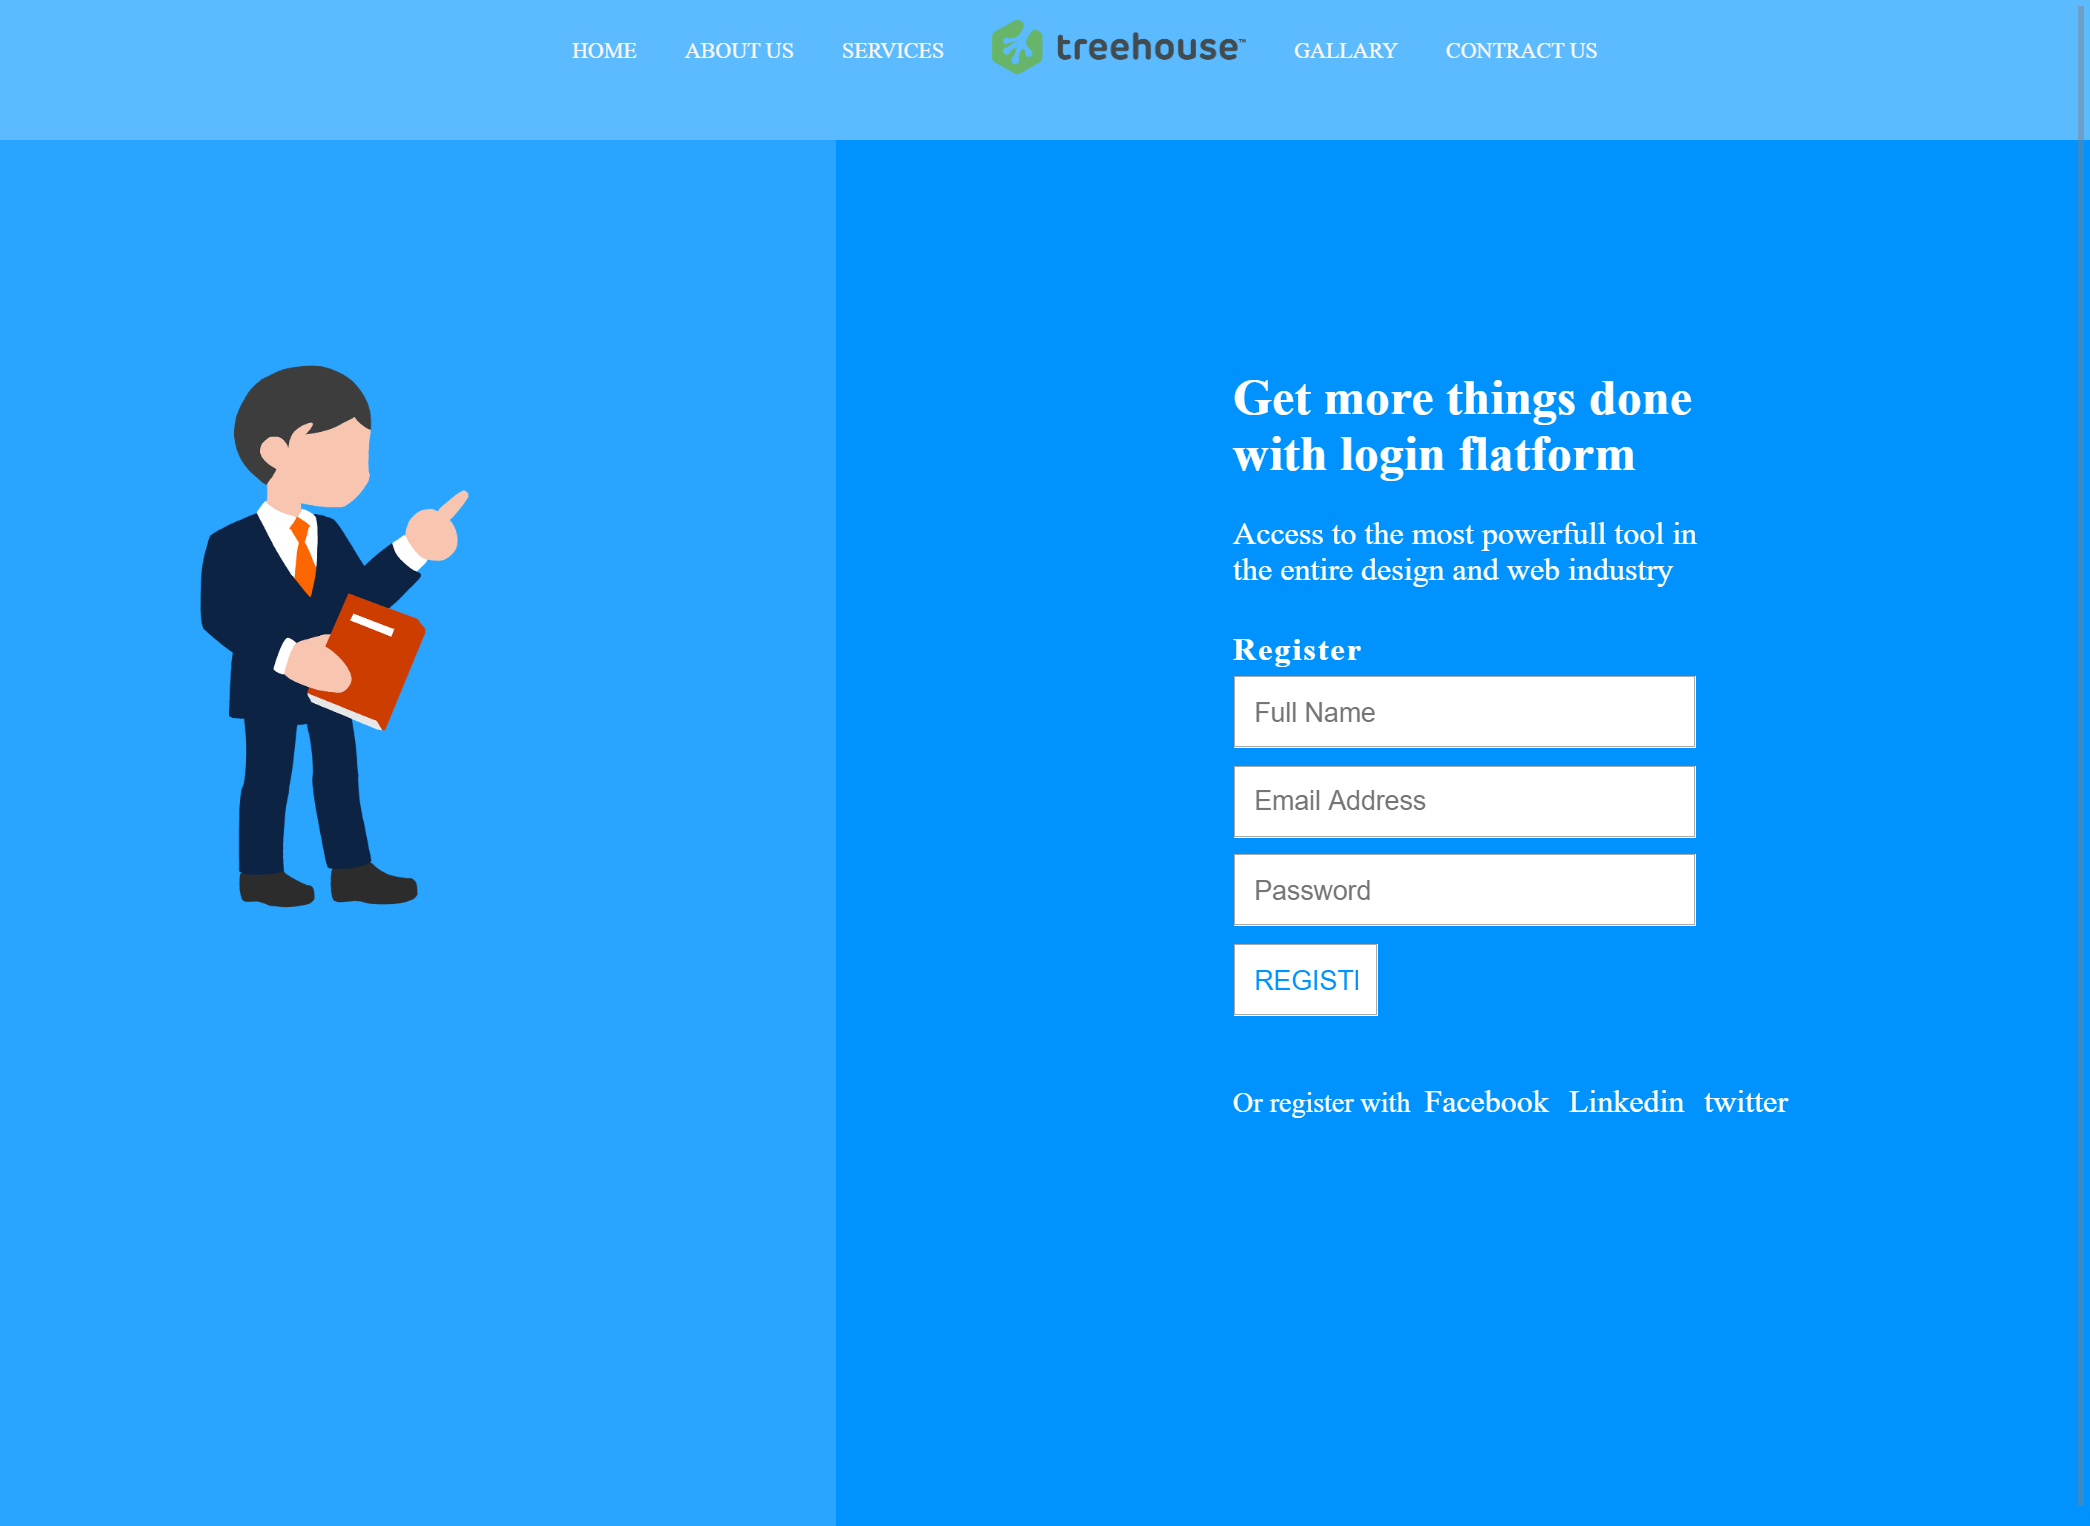 HOME ABOUT US SERVICES treehouse™ GALLARY CONTRACT US
Get more things done
with login flatform
Access to the most powerfull tool in
the entire design and web industry
Register
Full Name
Email Address
Password
REGISTI
Or register with Facebook Linkedin twitter